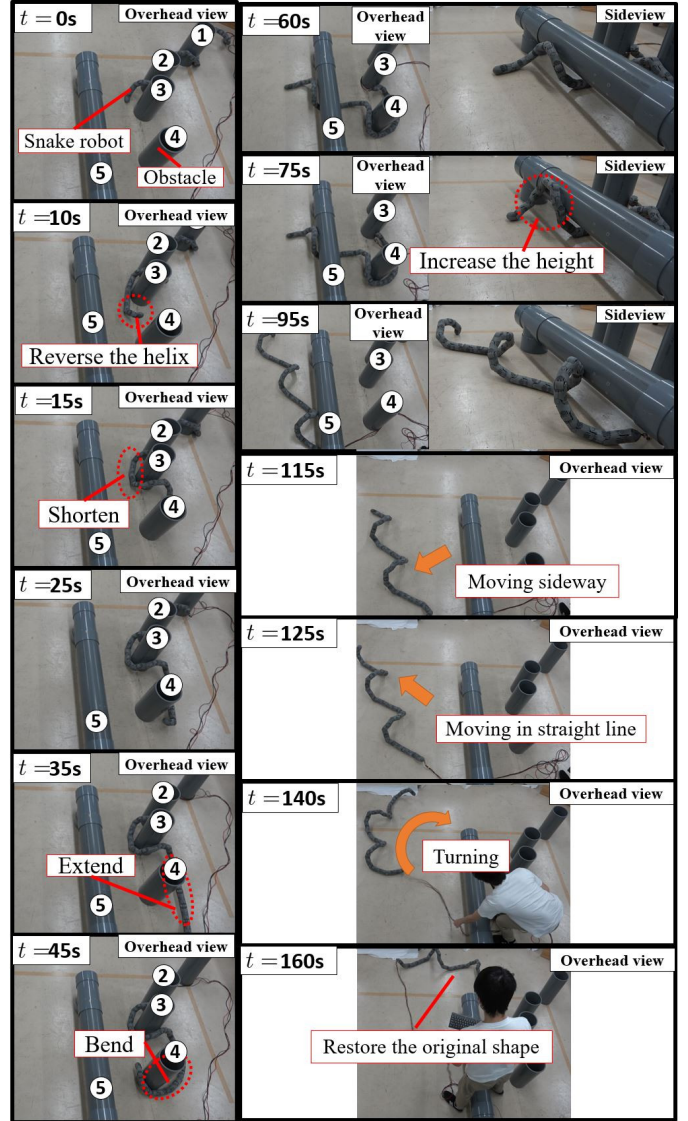 t = 0s
Overhead view
1
2
3
Snake robot
4
Obstacle
5
t = 10s
Overhead view
2
3
4
5
Reverse the helix
t = 15s
Overhead view
2
3
4
Shorten
5
t = 25s
Overhead view
2
3
4
5
t = 35s
Overhead view
2
3
Extend
4
5
t = 45s
Overhead view
2
3
Bend
4
5
t = 60s
Overhead
view
Sideview
3
4
5
t = 75s
Overhead
view
Sideview
3
4
5
Increase the height
t = 95s
Overhead
view
Sideview
3
4
5
t = 115s
Overhead view
Moving sideway
t = 125s
Overhead view
Moving in straight line
t = 140s
Overhead view
Turning
t = 160s
Overhead view
Restore the original shape